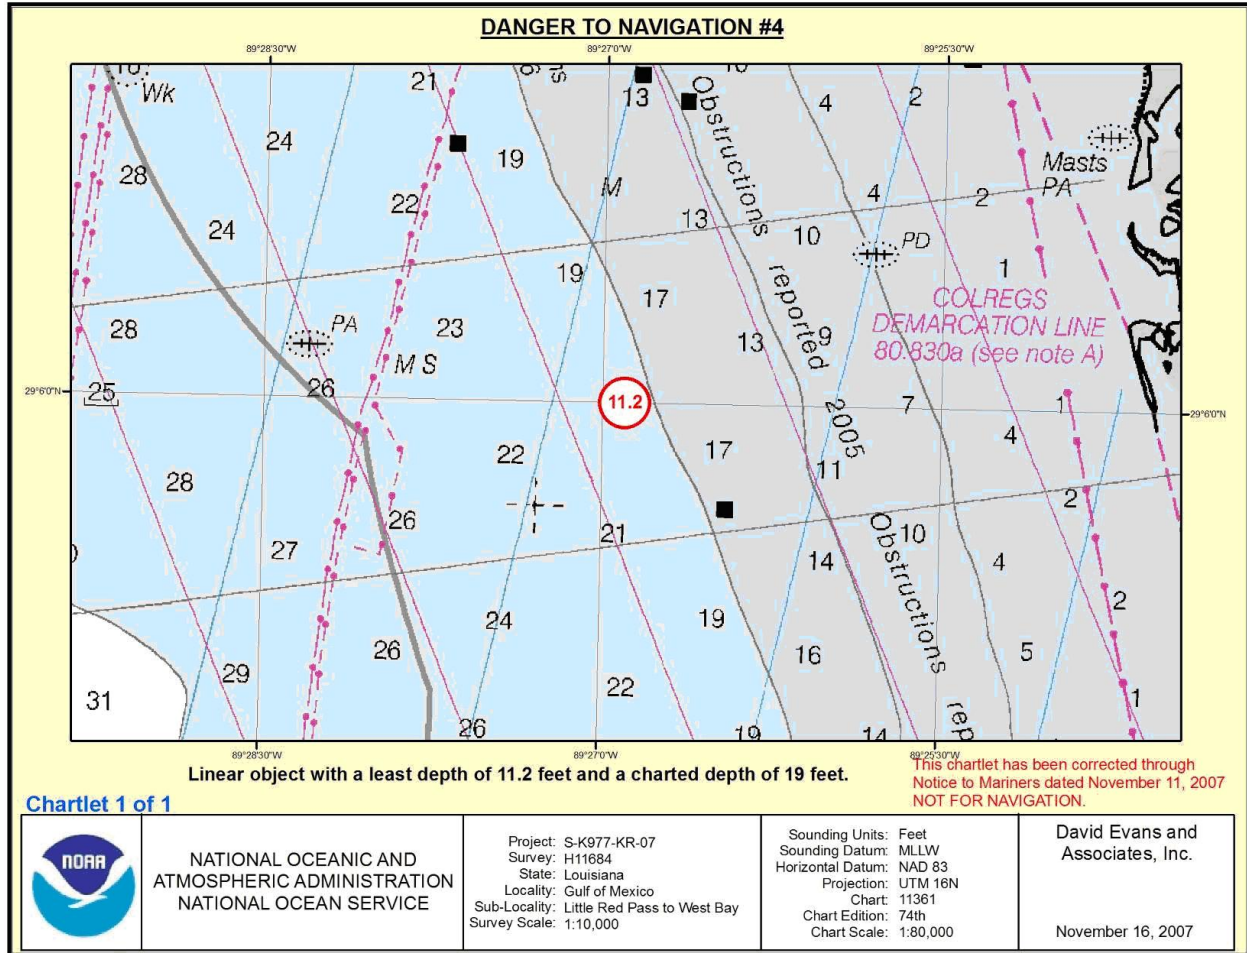 DANGER TO NAVIGATION #4
89°28'30"W 89°27'0"W 89°25'30"W
Wk
21
13
4
2
24
28
19
M
Obstructions
Masts
PA
4
2
22
13
24
10
PD
19
1
17
COLREGS
DEMARCATION LINE
80.830a (see note A)
28
PA
23
13
reported
9
M S
29°6'0"N
25
26
11.2
2005
7
1
29°6'0"N
4
22
17
11
28
26
2
21
Obstructions
10
27
14
4
2
24
19
26
16
5
29
22
31
1
26
19
14
rep
89°28'30"W 89°27'0"W 89°25'30"W
Linear object with a least depth of 11.2 feet and a charted depth of 19 feet.
This chartlet has been corrected through
Notice to Mariners dated November 11, 2007
NOT FOR NAVIGATION.
Chartlet 1 of 1
NOAA
NATIONAL OCEANIC AND
ATMOSPHERIC ADMINISTRATION
NATIONAL OCEAN SERVICE
Project: S-K977-KR-07
Survey: H11684
State: Louisiana
Locality: Gulf of Mexico
Sub-Locality: Little Red Pass to West Bay
Survey Scale: 1:10,000
Sounding Units: Feet
Sounding Datum: MLLW
Horizontal Datum: NAD 83
Projection: UTM 16N
Chart: 11361
Chart Edition: 74th
Chart Scale: 1:80,000
David Evans and
Associates, Inc.
November 16, 2007